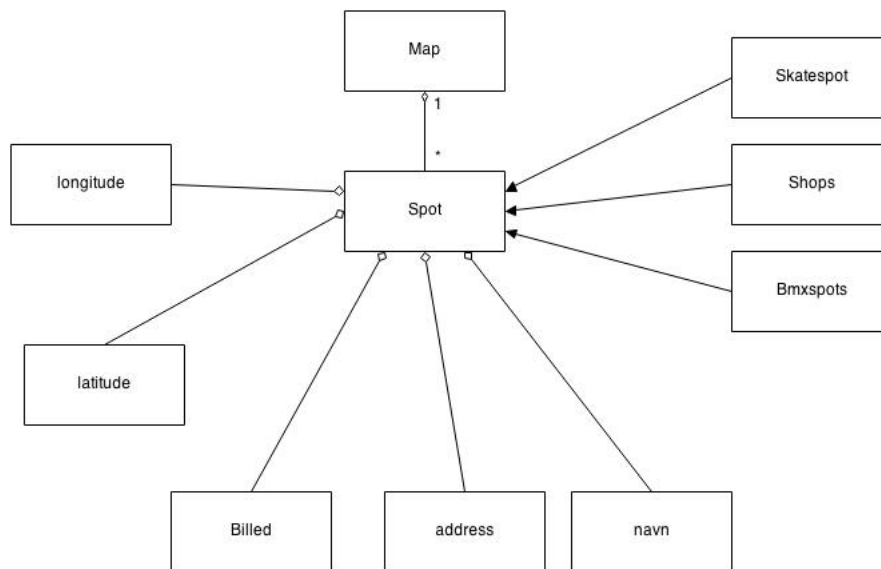 Map
Skatespot
1
*
longitude
Shops
Spot
Bmxspots
latitude
Billed
address
navn